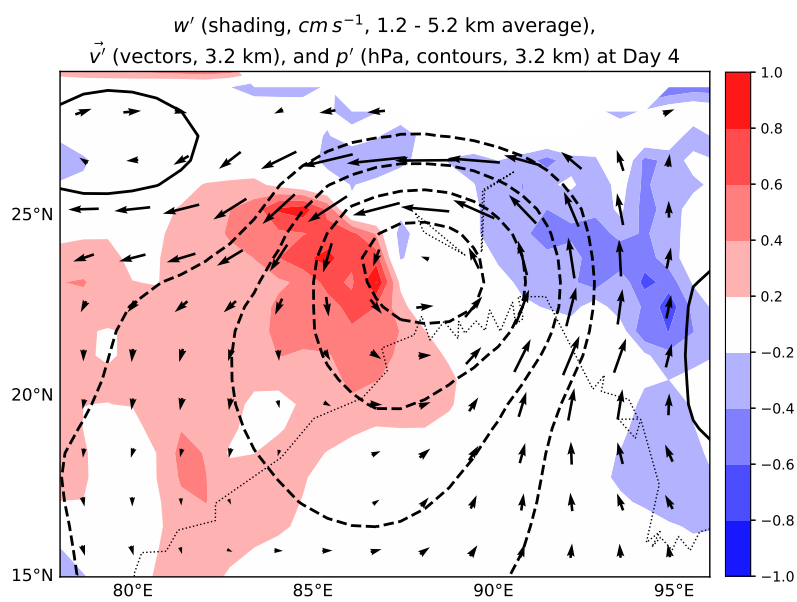 w′ (shading, cm s⁻¹, 1.2 - 5.2 km average),
v⃗′ (vectors, 3.2 km), and p′ (hPa, contours, 3.2 km) at Day 4
25°N
20°N
15°N
80°E
85°E
90°E
95°E
1.0
0.8
0.6
0.4
0.2
−0.2
−0.4
−0.6
−0.8
−1.0